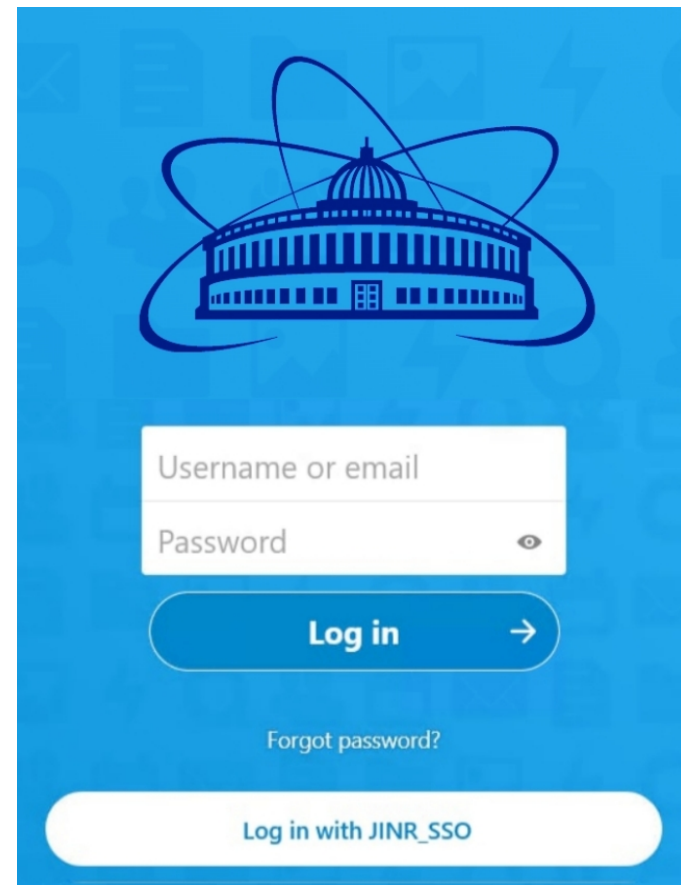 Username or email
Password
Log in
Forgot password?
Log in with JINR_SSO